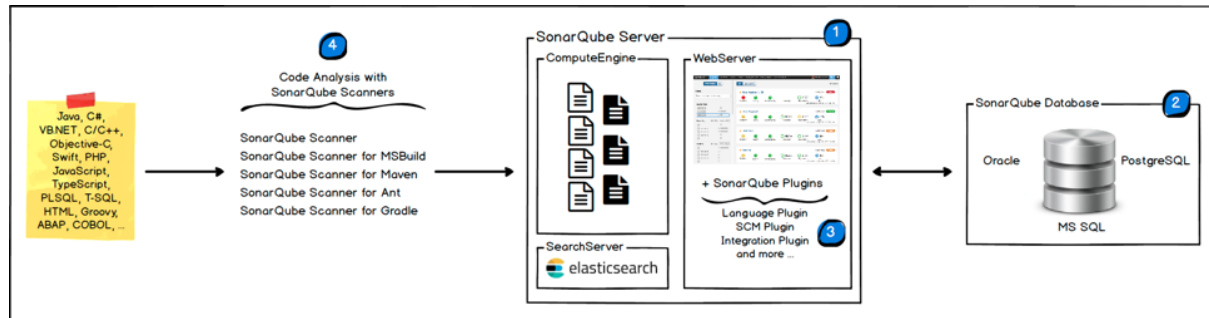 Java, C#,
VB.NET, C/C++,
Objective-C,
Swift, PHP,
JavaScript,
TypeScript,
PLSQL, T-SQL,
HTML, Groovy,
ABAP, COBOL, ...
4
Code Analysis with
SonarQube Scanners
SonarQube Scanner
SonarQube Scanner for MSBuild
SonarQube Scanner for Maven
SonarQube Scanner for Ant
SonarQube Scanner for Gradle
SonarQube Server
1
ComputeEngine
SearchServer
elasticsearch
WebServer
+ SonarQube Plugins
Language Plugin
SCM Plugin
Integration Plugin
and more ...
3
SonarQube Database
2
Oracle
PostgreSQL
MS SQL